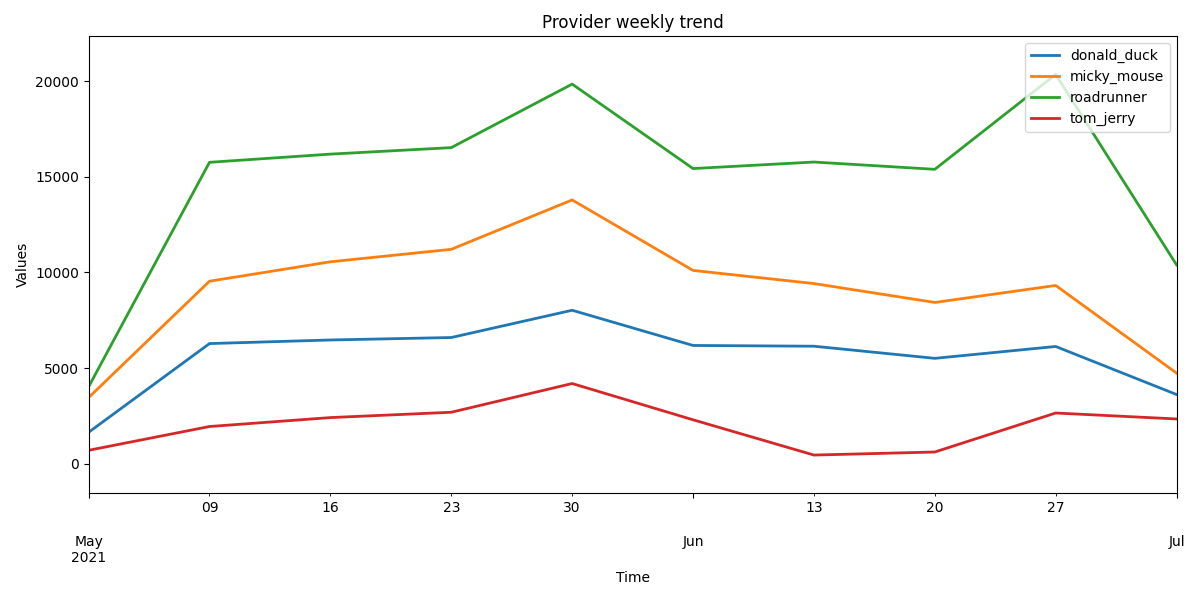 Provider weekly trend
donald_duck
micky_mouse
roadrunner
tom_jerry
Values
20000
15000
10000
5000
0
09 16 23 30 13 20 27
May Jun Jul
2021
Time